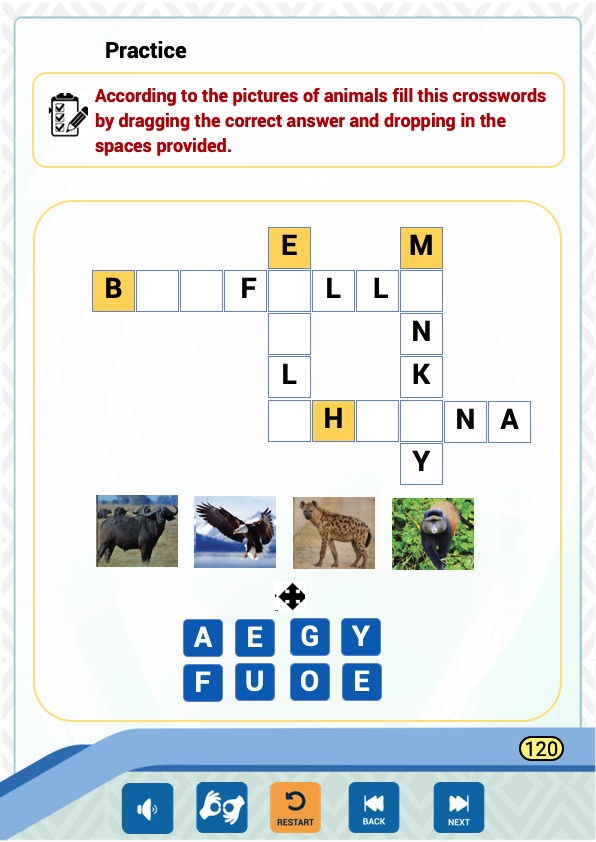 Practice
According to the pictures of animals fill this crosswords
by dragging the correct answer and dropping in the
spaces provided.
E M
B F L L
N
L K
H N A
Y
A E G Y
F U O E
120
RESTART
BACK
NEXT